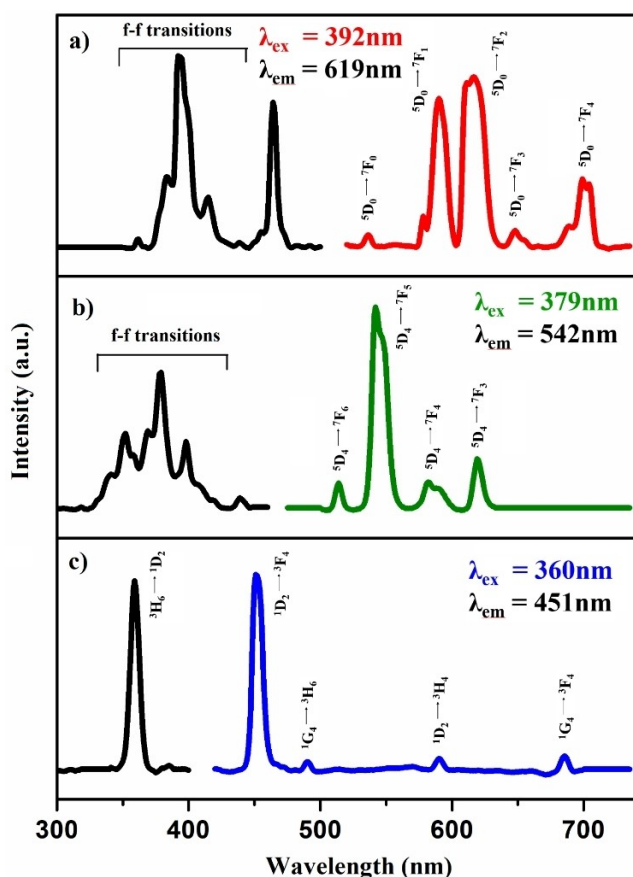 a)
f-f transitions
λex = 392nm
λem = 619nm
⁵D₀→⁷F₀
⁵D₀→⁷F₁
⁵D₀→⁷F₂
⁵D₀→⁷F₃
⁵D₀→⁷F₄
b)
f-f transitions
λex = 379nm
λem = 542nm
⁵D₄→⁷F₆
⁵D₄→⁷F₅
⁵D₄→⁷F₄
⁵D₄→⁷F₃
c)
λex = 360nm
λem = 451nm
³H₆→¹D₂
¹D₂→³F₄
¹G₄→³H₆
¹D₂→³H₄
¹G₄→³F₄
Intensity (a.u.)
300 400 500 600 700
Wavelength (nm)